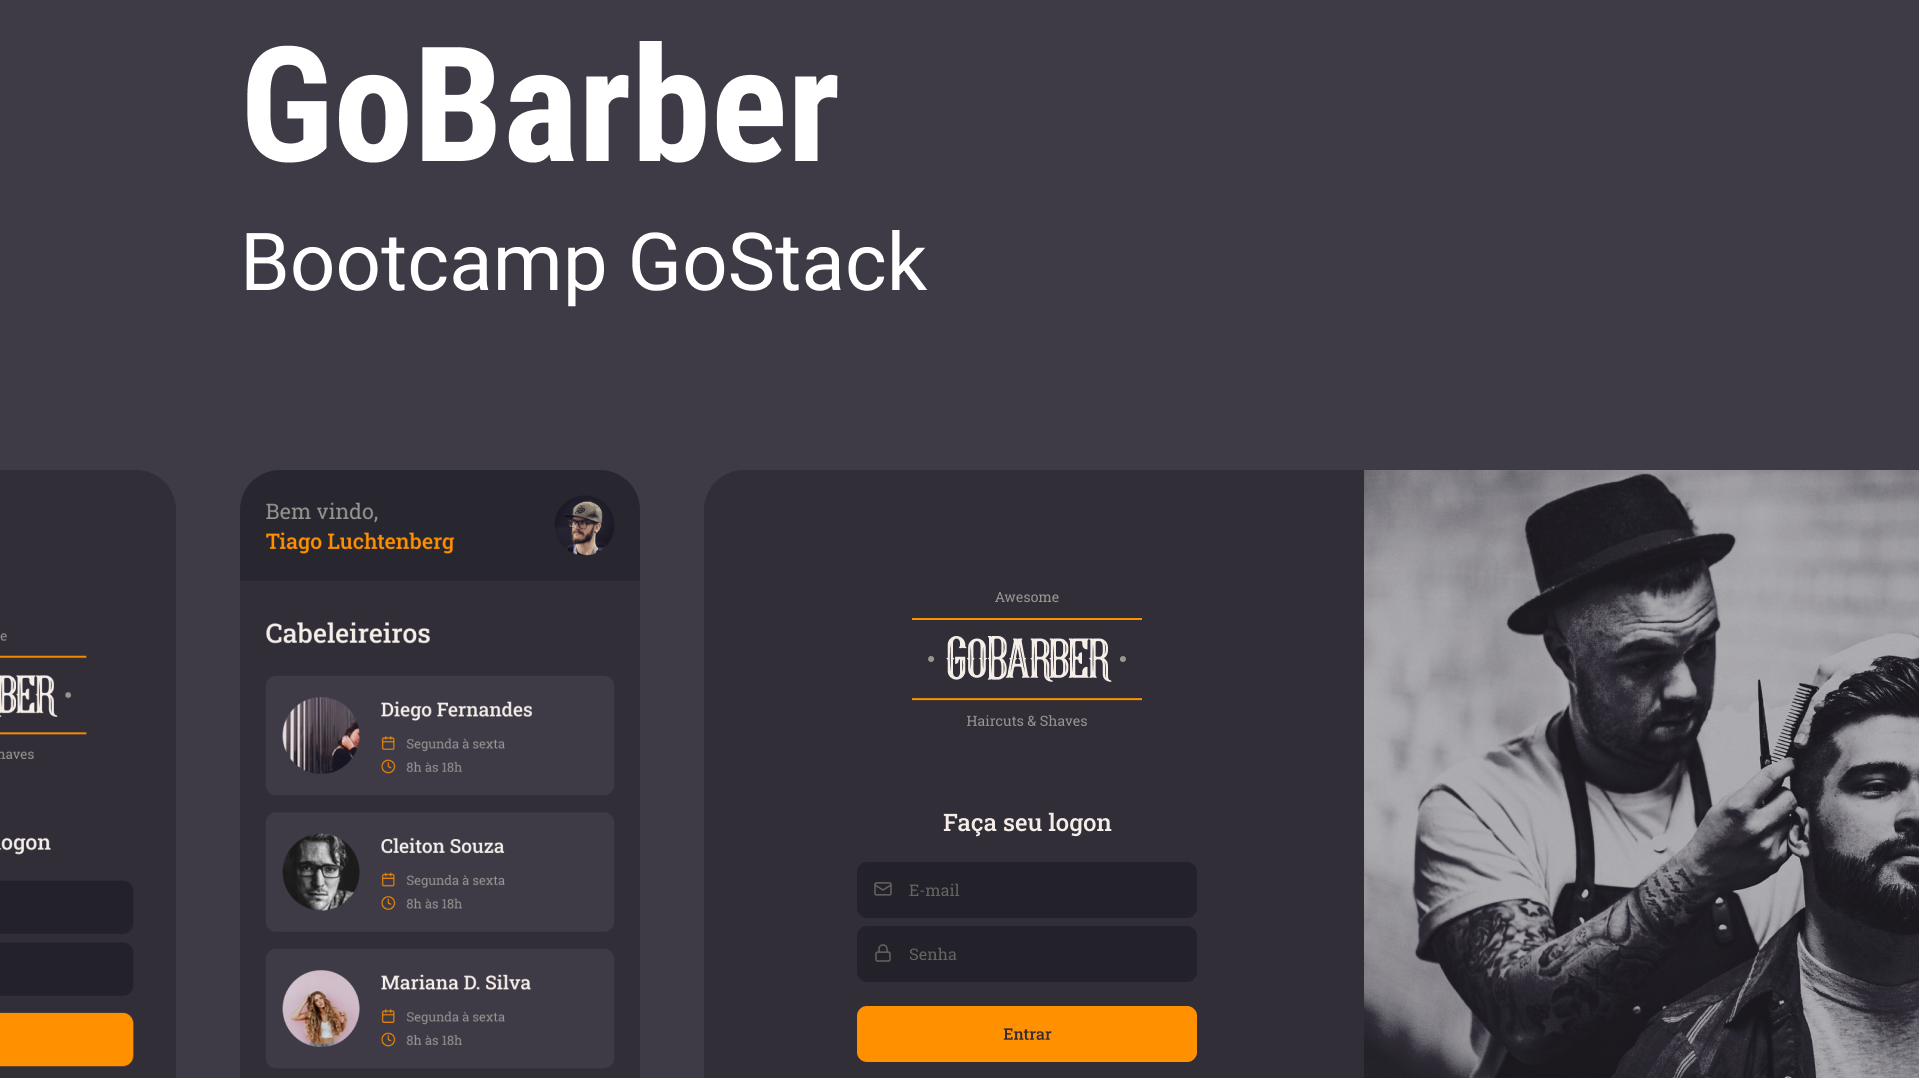 GoBarber
Bootcamp GoStack
e
BER
haves
logon
Bem vindo,
Tiago Luchtenberg
Cabeleireiros
Diego Fernandes
Segunda à sexta
8h às 18h
Cleiton Souza
Segunda à sexta
8h às 18h
Mariana D. Silva
Segunda à sexta
8h às 18h
Awesome
GOBARBER
Haircuts & Shaves
Faça seu logon
E-mail
Senha
Entrar